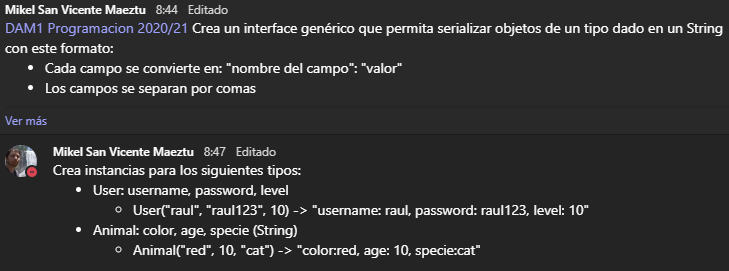 Mikel San Vicente Maeztu 8:44 Editado
DAM1 Programacion 2020/21 Crea un interface genérico que permita serializar objetos de un tipo dado en un String
con este formato:
• Cada campo se convierte en: "nombre del campo": "valor"
• Los campos se separan por comas
Ver más
Mikel San Vicente Maeztu 8:47 Editado
Crea instancias para los siguientes tipos:
• User: username, password, level
○ User("raul", "raul123", 10) -> "username: raul, password: raul123, level: 10"
• Animal: color, age, specie (String)
○ Animal("red", 10, "cat") -> "color:red, age: 10, specie:cat"